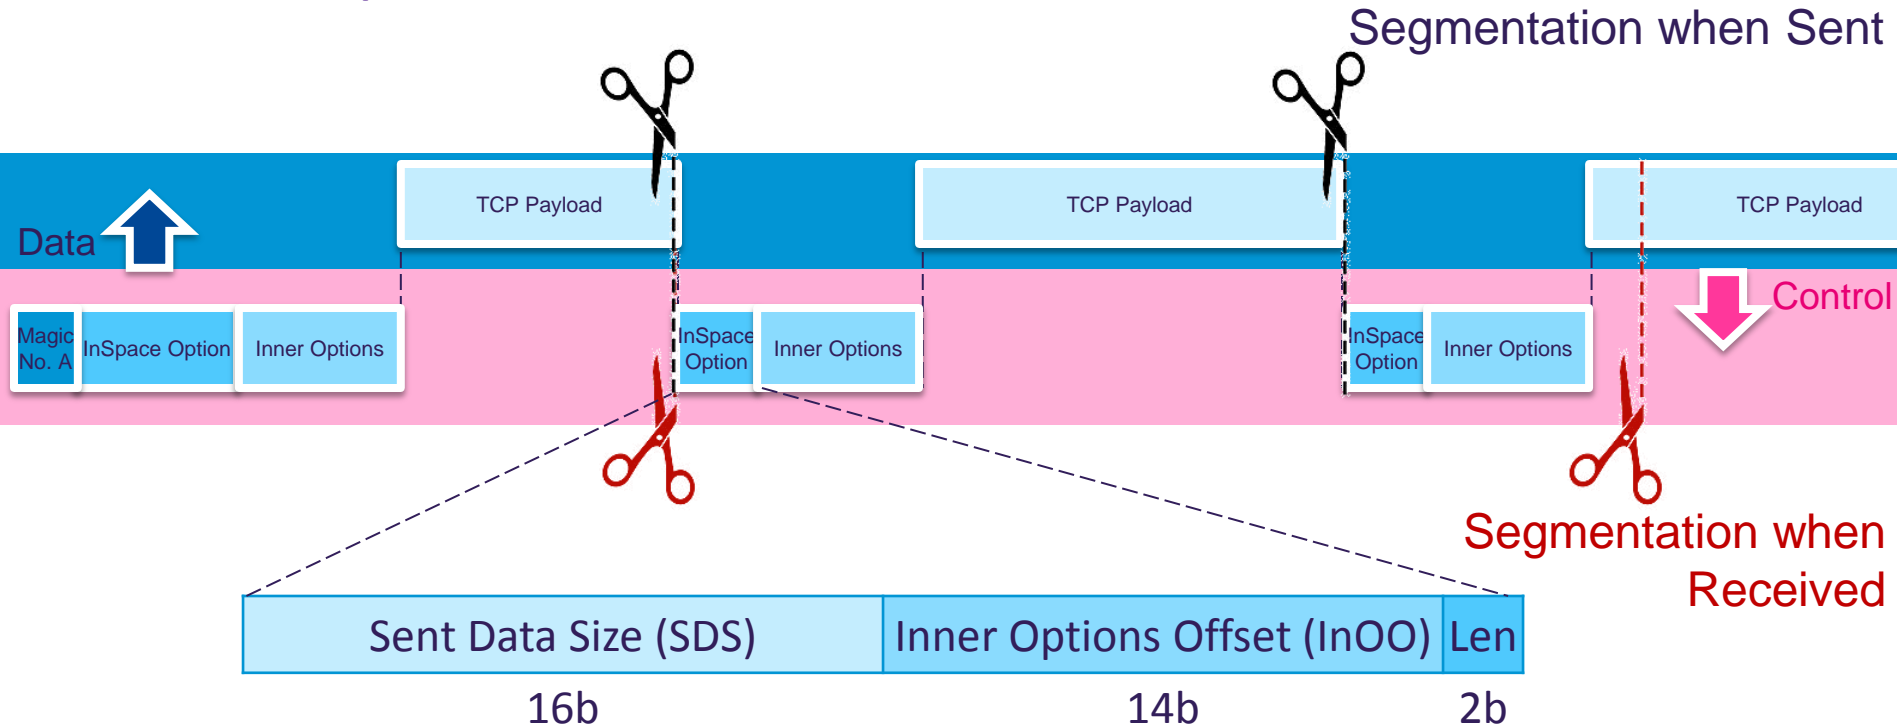 Segmentation when Sent
TCP Payload
TCP Payload
TCP Payload
Data
Control
Magic
No. A
InSpace Option
Inner Options
InSpace
Option
Inner Options
InSpace
Option
Inner Options
Segmentation when
Received
Sent Data Size (SDS)
Inner Options Offset (InOO)
Len
16b
14b
2b